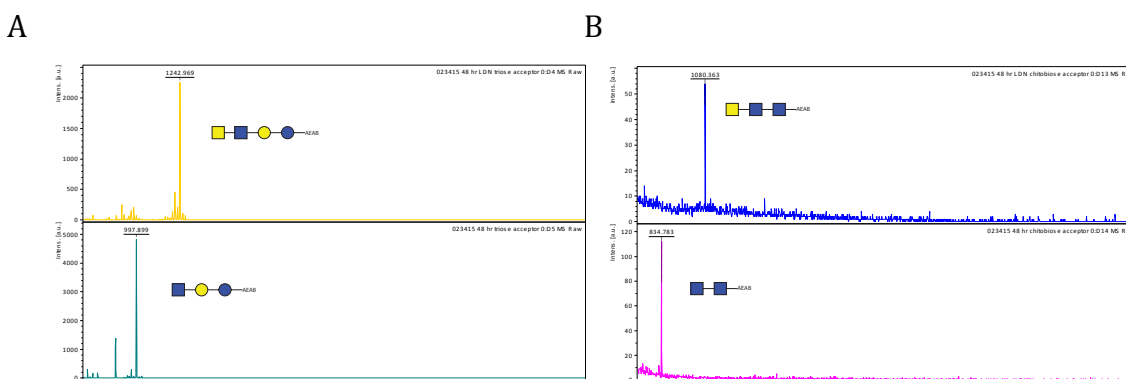 A
B
023415 48 hr LDN triose acceptor 0:D4 MS Raw
1242.969
Intens. [a.u.]
2000
1500
1000
500
0
AEAB
023415 48 hr triose acceptor 0:D5 MS Raw
997.899
Intens. [a.u.]
5000
4000
3000
2000
1000
0
AEAB
023415 48 hr LDN chitobiose acceptor 0:D13 MS R
1080.363
Intens. [a.u.]
50
40
30
20
10
0
AEAB
023415 48 hr chitobiose acceptor 0:D14 MS R
834.783
Intens. [a.u.]
120
100
80
60
40
20
0
AEAB